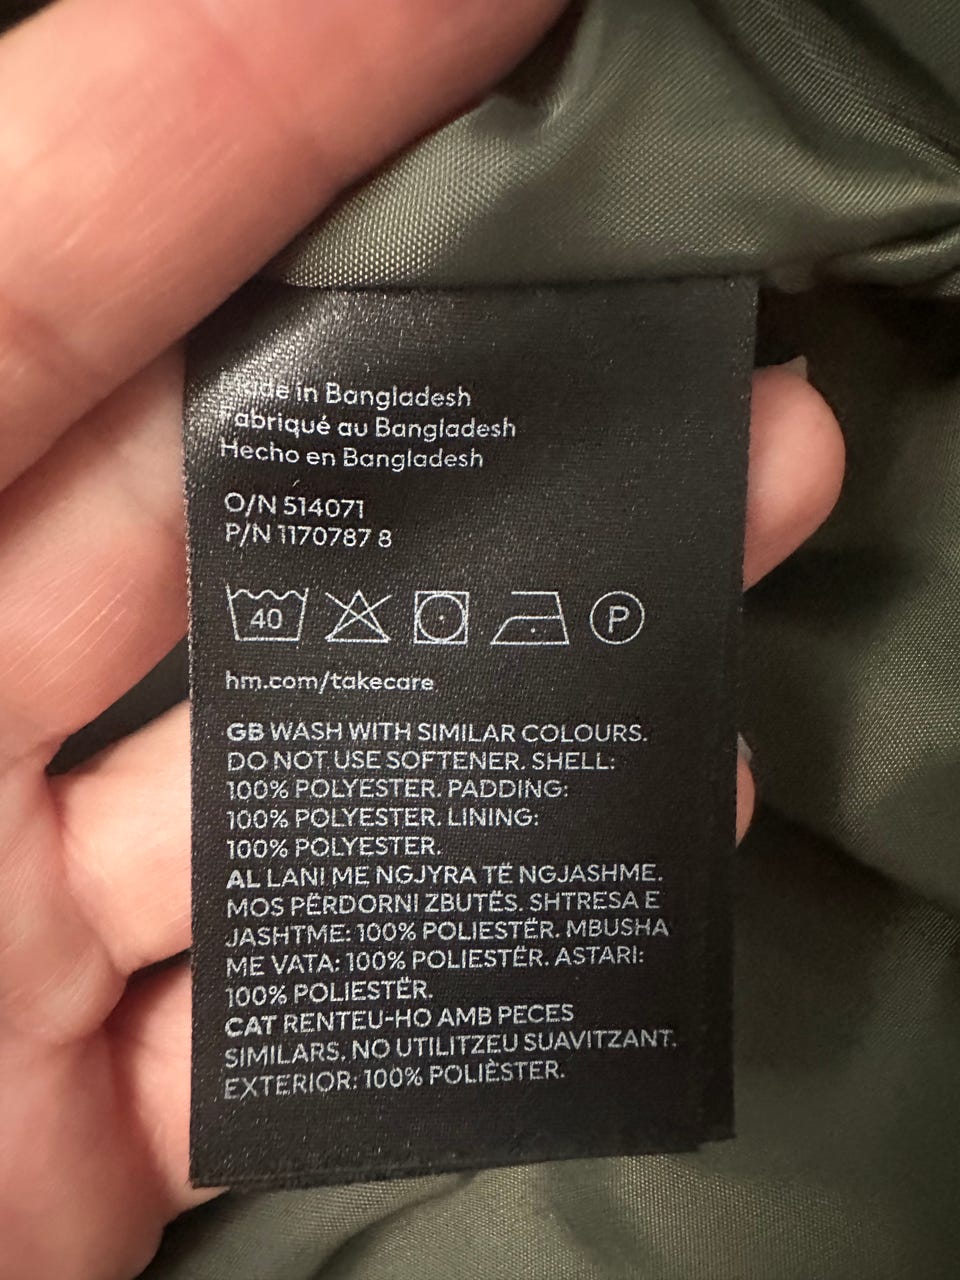 Made in Bangladesh
Fabriqué au Bangladesh
Hecho en Bangladesh
O/N 514071
P/N 1170787 8
40 P
hm.com/takecare
GB WASH WITH SIMILAR COLOURS.
DO NOT USE SOFTENER. SHELL:
100% POLYESTER. PADDING:
100% POLYESTER. LINING:
100% POLYESTER.
AL LANI ME NGJYRA TË NGJASHME.
MOS PËRDORNI ZBUTËS. SHTRESA E
JASHTME: 100% POLIESTËR. MBUSHA
ME VATA: 100% POLIESTËR. ASTARI:
100% POLIESTËR.
CAT RENTEU-HO AMB PECES
SIMILARS. NO UTILITZEU SUAVITZANT.
EXTERIOR: 100% POLIÈSTER.